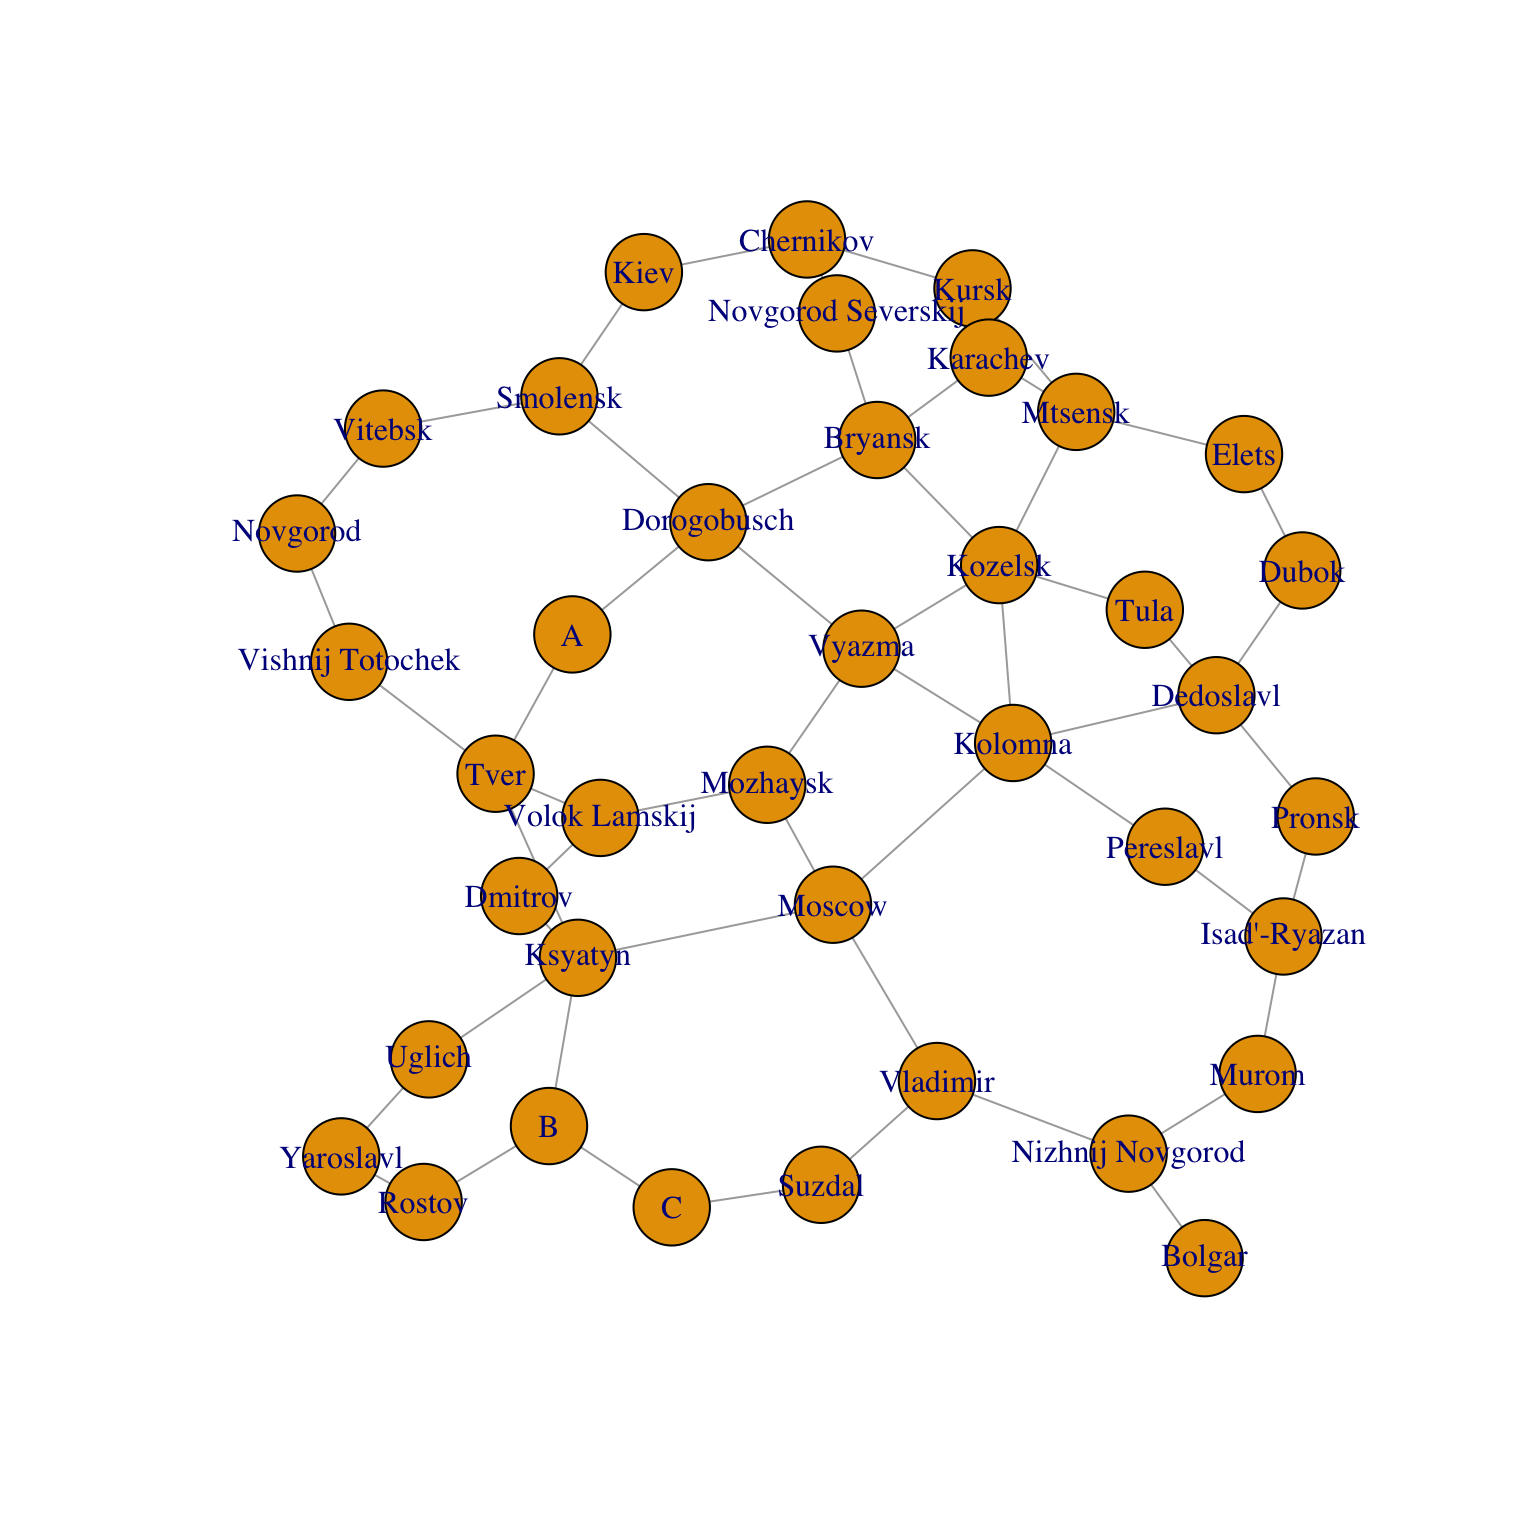 Chernikov
Kiev
Kursk
Novgorod Severskij
Karachev
Smolensk
Mtsensk
Vitebsk
Bryansk
Elets
Dorogobusch
Novgorod
Kozelsk
Dubok
Tula
A
Vyazma
Vishnij Totochek
Dedoslavl
Kolomna
Tver
Mozhaysk
Volok Lamskij
Pronsk
Pereslavl
Dmitrov
Moscow
Isad'-Ryazan
Ksyatyn
Uglich
Murom
Vladimir
B
Nizhnij Novgorod
Yaroslavl
Suzdal
Rostov
C
Bolgar